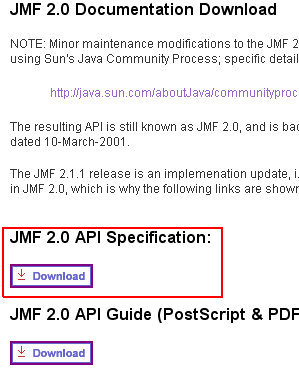 JMF 2.0 Documentation Download
NOTE: Minor maintenance modifications to the JMF 2
using Sun's Java Community Process; specific detail
http://java.sun.com/aboutJava/communityproc
The resulting API is still known as JMF 2.0, and is bac
dated 10-March-2001.
The JMF 2.1.1 release is an implemenation update, i.
in JMF 2.0, which is why the following links are shown
JMF 2.0 API Specification:
Download
JMF 2.0 API Guide (PostScript & PDF
Download